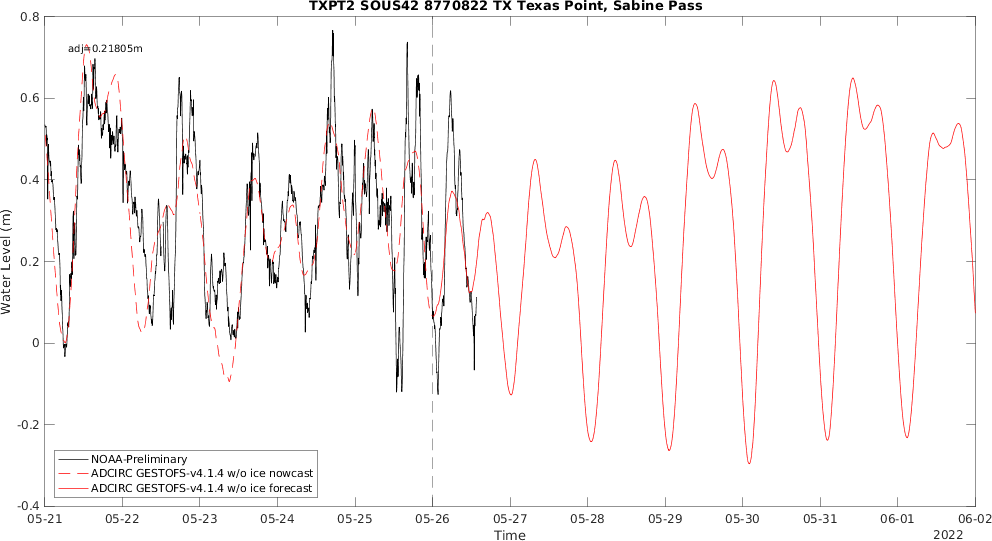 TXPT2 SOUS42 8770822 TX Texas Point, Sabine Pass
adj=0.21805m
0.8
0.6
0.4
0.2
0
-0.2
-0.4
Water Level (m)
NOAA-Preliminary
ADCIRC GESTOFS-v4.1.4 w/o ice nowcast
ADCIRC GESTOFS-v4.1.4 w/o ice forecast
05-21 05-22 05-23 05-24 05-25 05-26 05-27 05-28 05-29 05-30 05-31 06-01 06-02
Time
2022